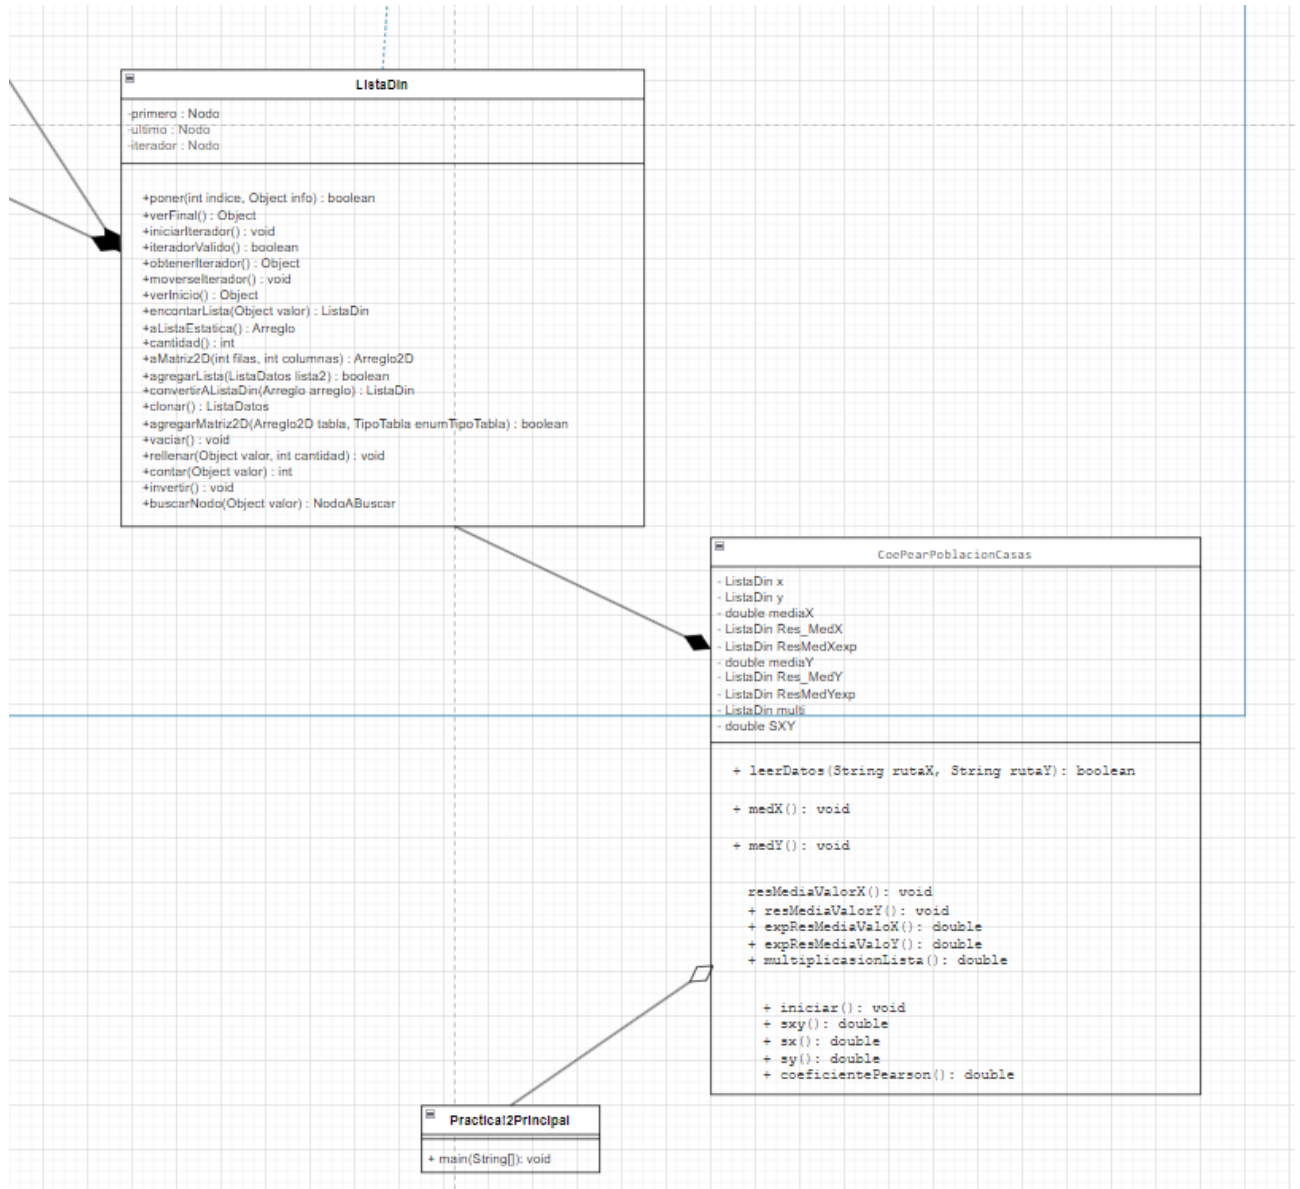 ListaDin
-primero : Nodo
-ultimo : Nodo
-iterador : Nodo
+poner(int indice, Object info) : boolean
+verFinal() : Object
+iniciarIterador() : void
+iteradorValido() : boolean
+obtenerIterador() : Object
+moverseIterador() : void
+verInicio() : Object
+encontarLista(Object valor) : ListaDin
+aListaEstatica() : Arreglo
+cantidad() : int
+aMatriz2D(int filas, int columnas) : Arreglo2D
+agregarLista(ListaDatos lista2) : boolean
+convertirAListaDin(Arreglo arreglo) : ListaDin
+clonar() : ListaDatos
+agregarMatriz2D(Arreglo2D tabla, TipoTabla enumTipoTabla) : boolean
+vaciar() : void
+rellenar(Object valor, int cantidad) : void
+contar(Object valor) : int
+invertir() : void
+buscarNodo(Object valor) : NodoABuscar
CoePearPoblacionCasas
- ListaDin x
- ListaDin y
- double mediaX
- ListaDin Res_MedX
- ListaDin ResMedXexp
- double mediaY
- ListaDin Res_MedY
- ListaDin ResMedYexp
- ListaDin multi
- double SXY
+ leerDatos(String rutaX, String rutaY): boolean
+ medX(): void
+ medY(): void
resMediaValorX(): void
+ resMediaValorY(): void
+ expResMediaValoX(): double
+ expResMediaValoY(): double
+ multiplicasionLista(): double
+ iniciar(): void
+ sxy(): double
+ sx(): double
+ sy(): double
+ coeficientePearson(): double
Practica12Principal
+ main(String[]): void